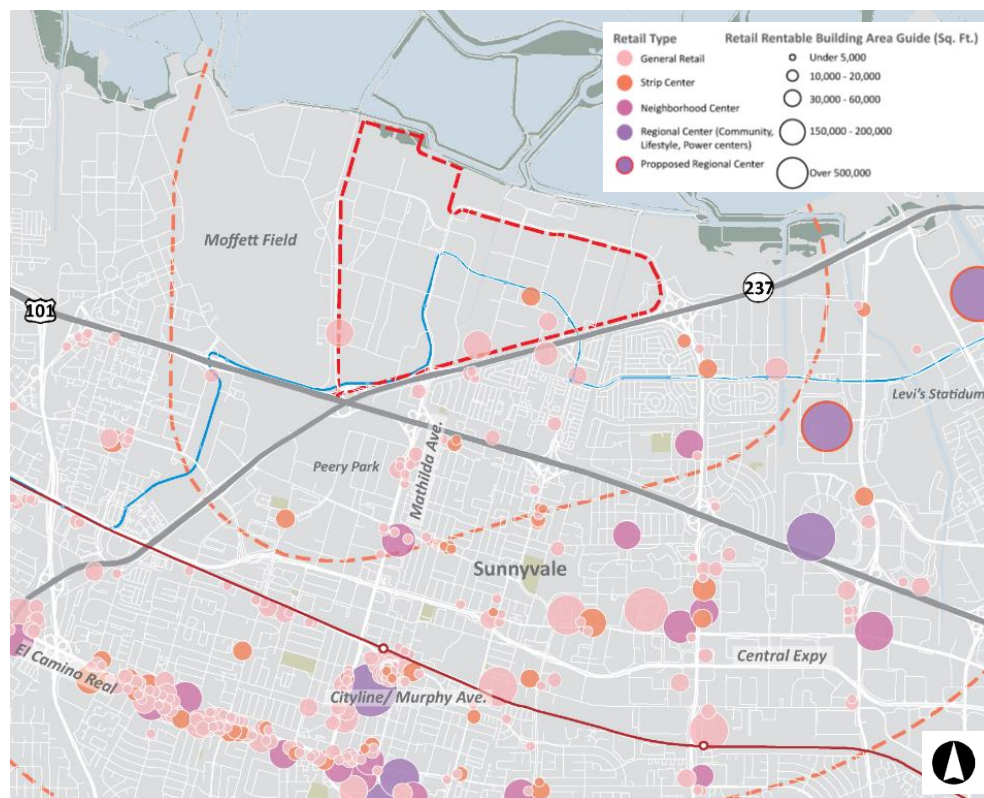 Retail Type
General Retail
Strip Center
Neighborhood Center
Regional Center (Community,
Lifestyle, Power centers)
Propposed Regional Center
Retail Rentable Building Area Guide (Sq. Ft.)
Under 5,000
10,000 - 20,000
30,000 - 60,000
150,000 - 200,000
Over 500,000
Moffett Field
101
237
Levi's Statidum
Peery Park
Mathilda Ave.
Sunnyvale
El Camino Real
Central Expy
Cityline/ Murphy Ave.